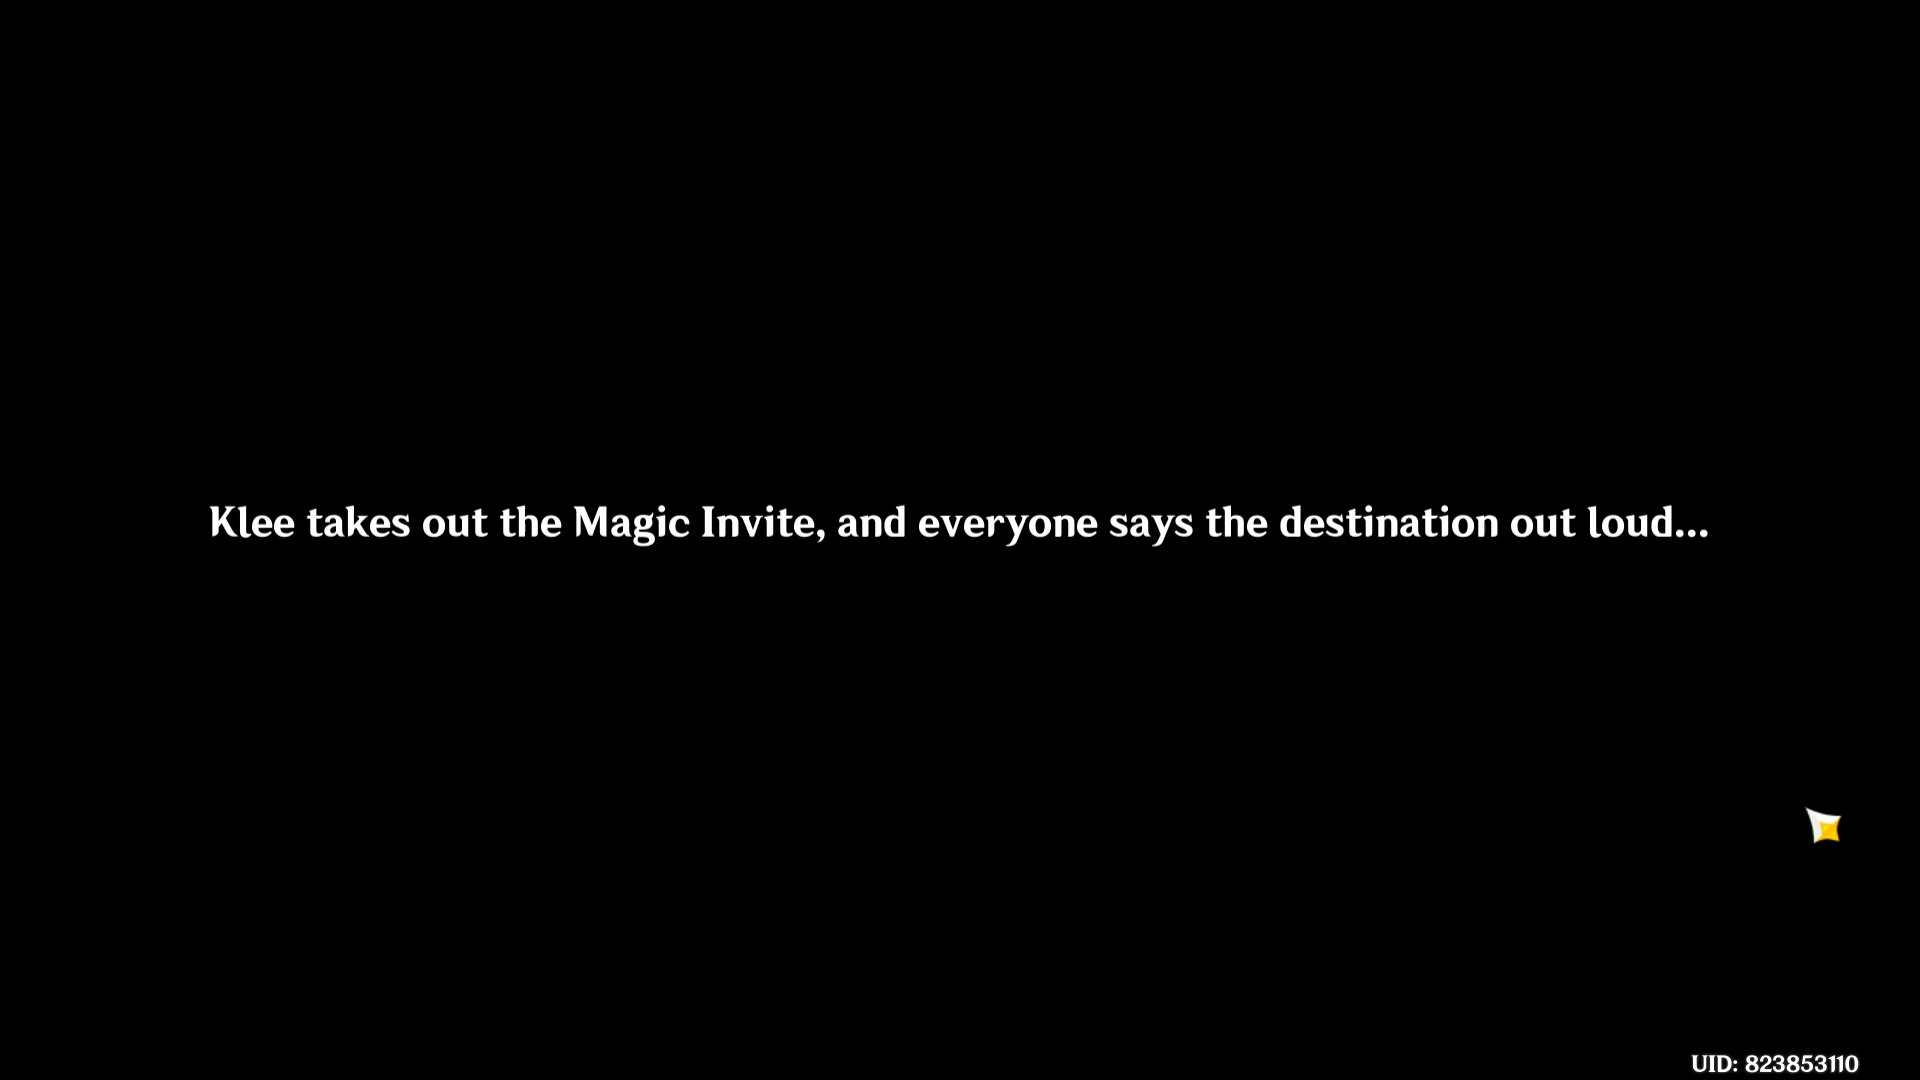 Klee takes out the Magic Invite, and everyone says the destination out loud...
UID: 823853110